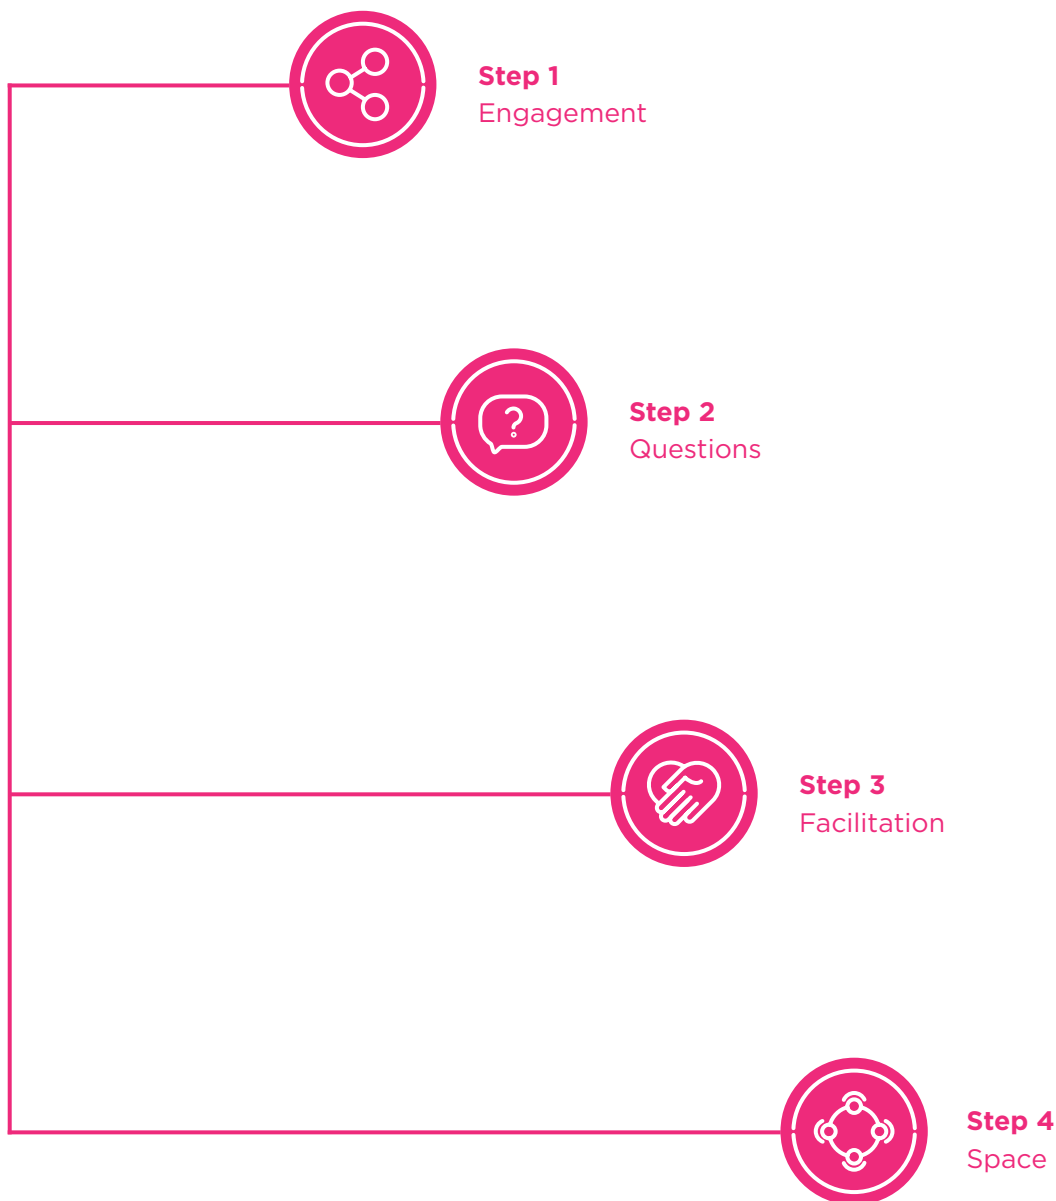 Step 1
Engagement
?
Step 2
Questions
Step 3
Facilitation
Step 4
Space